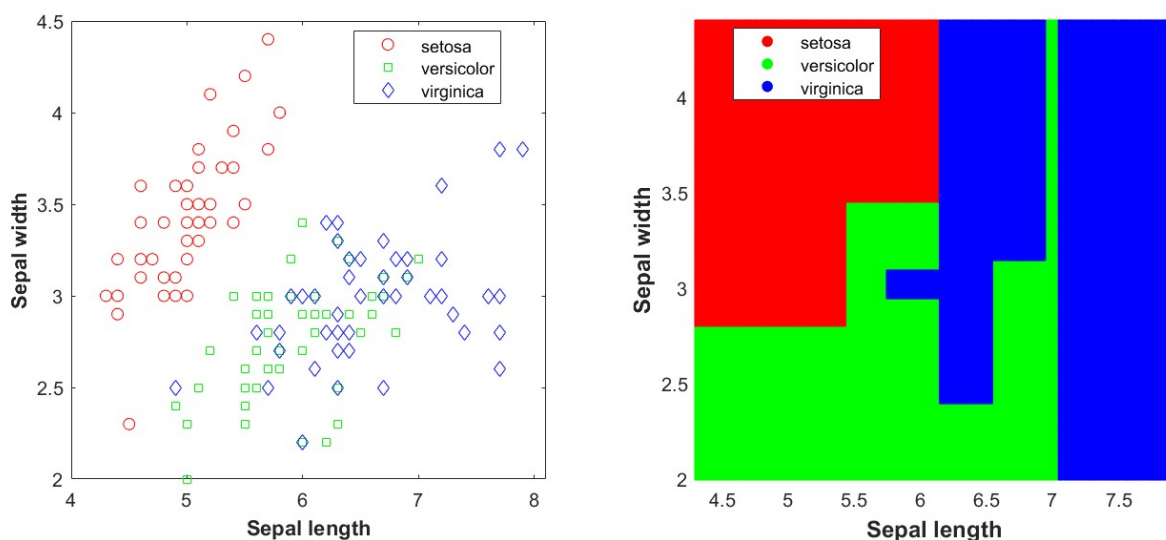 4.5
4
3.5
3
2.5
2
4
5
6
7
8
Sepal length
Sepal width
setosa
versicolor
virginica
4
3.5
3
2.5
2
4.5
5
5.5
6
6.5
7
7.5
Sepal length
Sepal width
setosa
versicolor
virginica